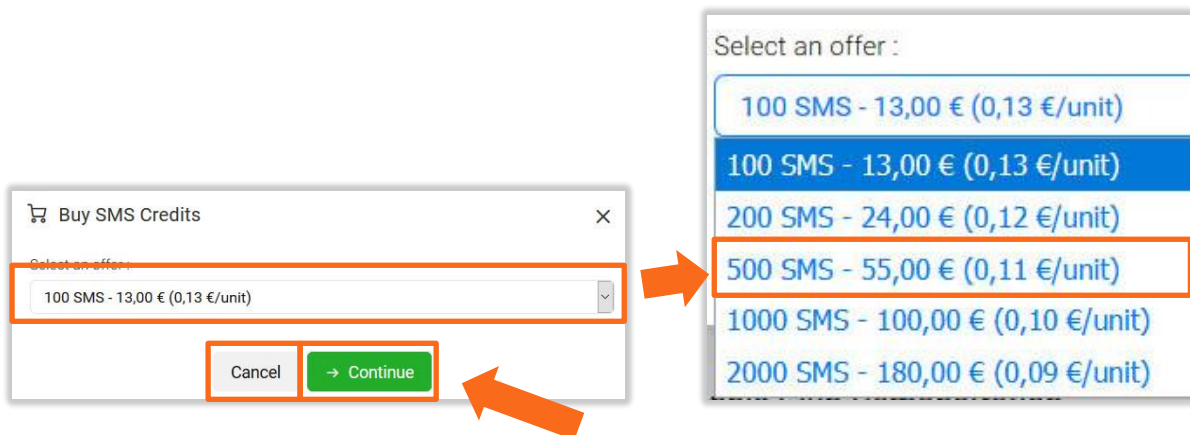 Buy SMS Credits
Select an offer :
100 SMS - 13,00 € (0,13 €/unit)
Cancel
→ Continue
Select an offer :
100 SMS - 13,00 € (0,13 €/unit)
100 SMS - 13,00 € (0,13 €/unit)
200 SMS - 24,00 € (0,12 €/unit)
500 SMS - 55,00 € (0,11 €/unit)
1000 SMS - 100,00 € (0,10 €/unit)
2000 SMS - 180,00 € (0,09 €/unit)